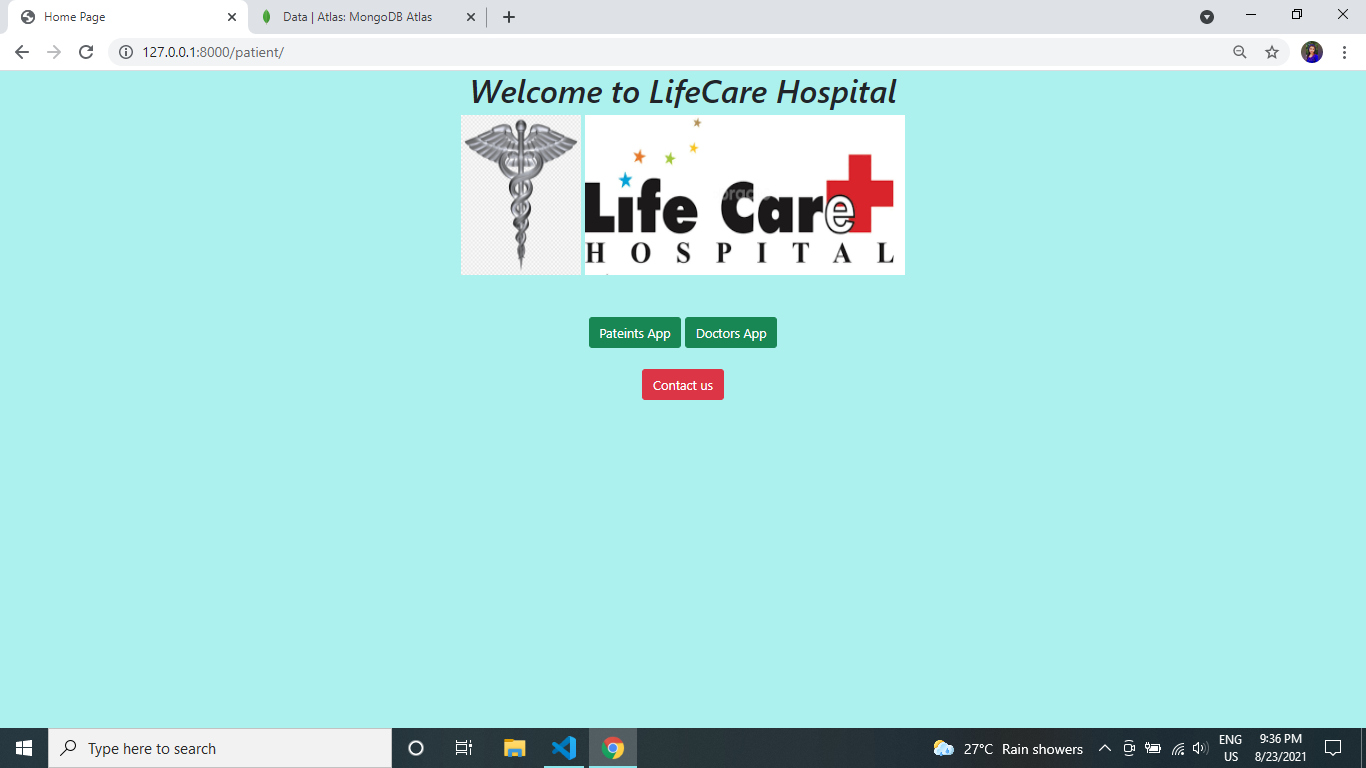 Home Page
Data | Atlas: MongoDB Atlas
127.0.0.1:8000/patient/
Welcome to LifeCare Hospital
Life Care
HOSPITAL
Pateints App
Doctors App
Contact us
Type here to search
27°C Rain showers
ENG
US
9:36 PM
8/23/2021